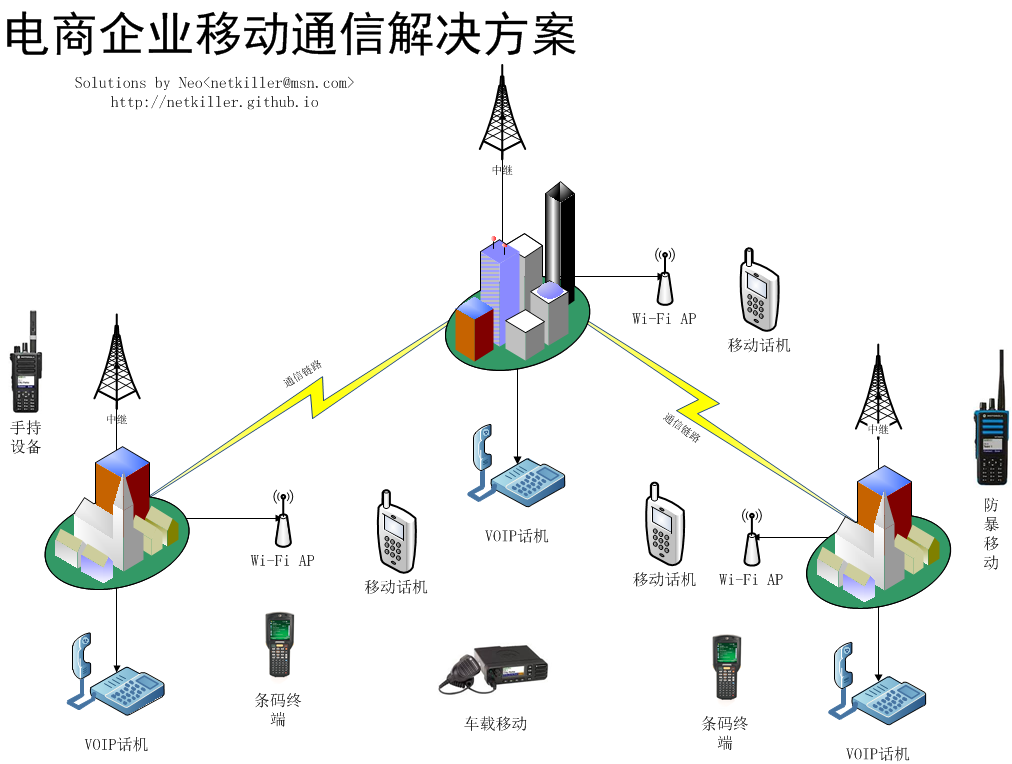 电商企业移动通信解决方案
Solutions by Neo<netkiller@msn.com>
http://netkiller.github.io
中继
Wi-Fi AP
移动话机
通信链路
通信链路
手持
设备
中继
中继
防
暴
移
动
VOIP话机
Wi-Fi AP
移动话机
移动话机
Wi-Fi AP
条码终
端
车载移动
条码终
端
VOIP话机
VOIP话机